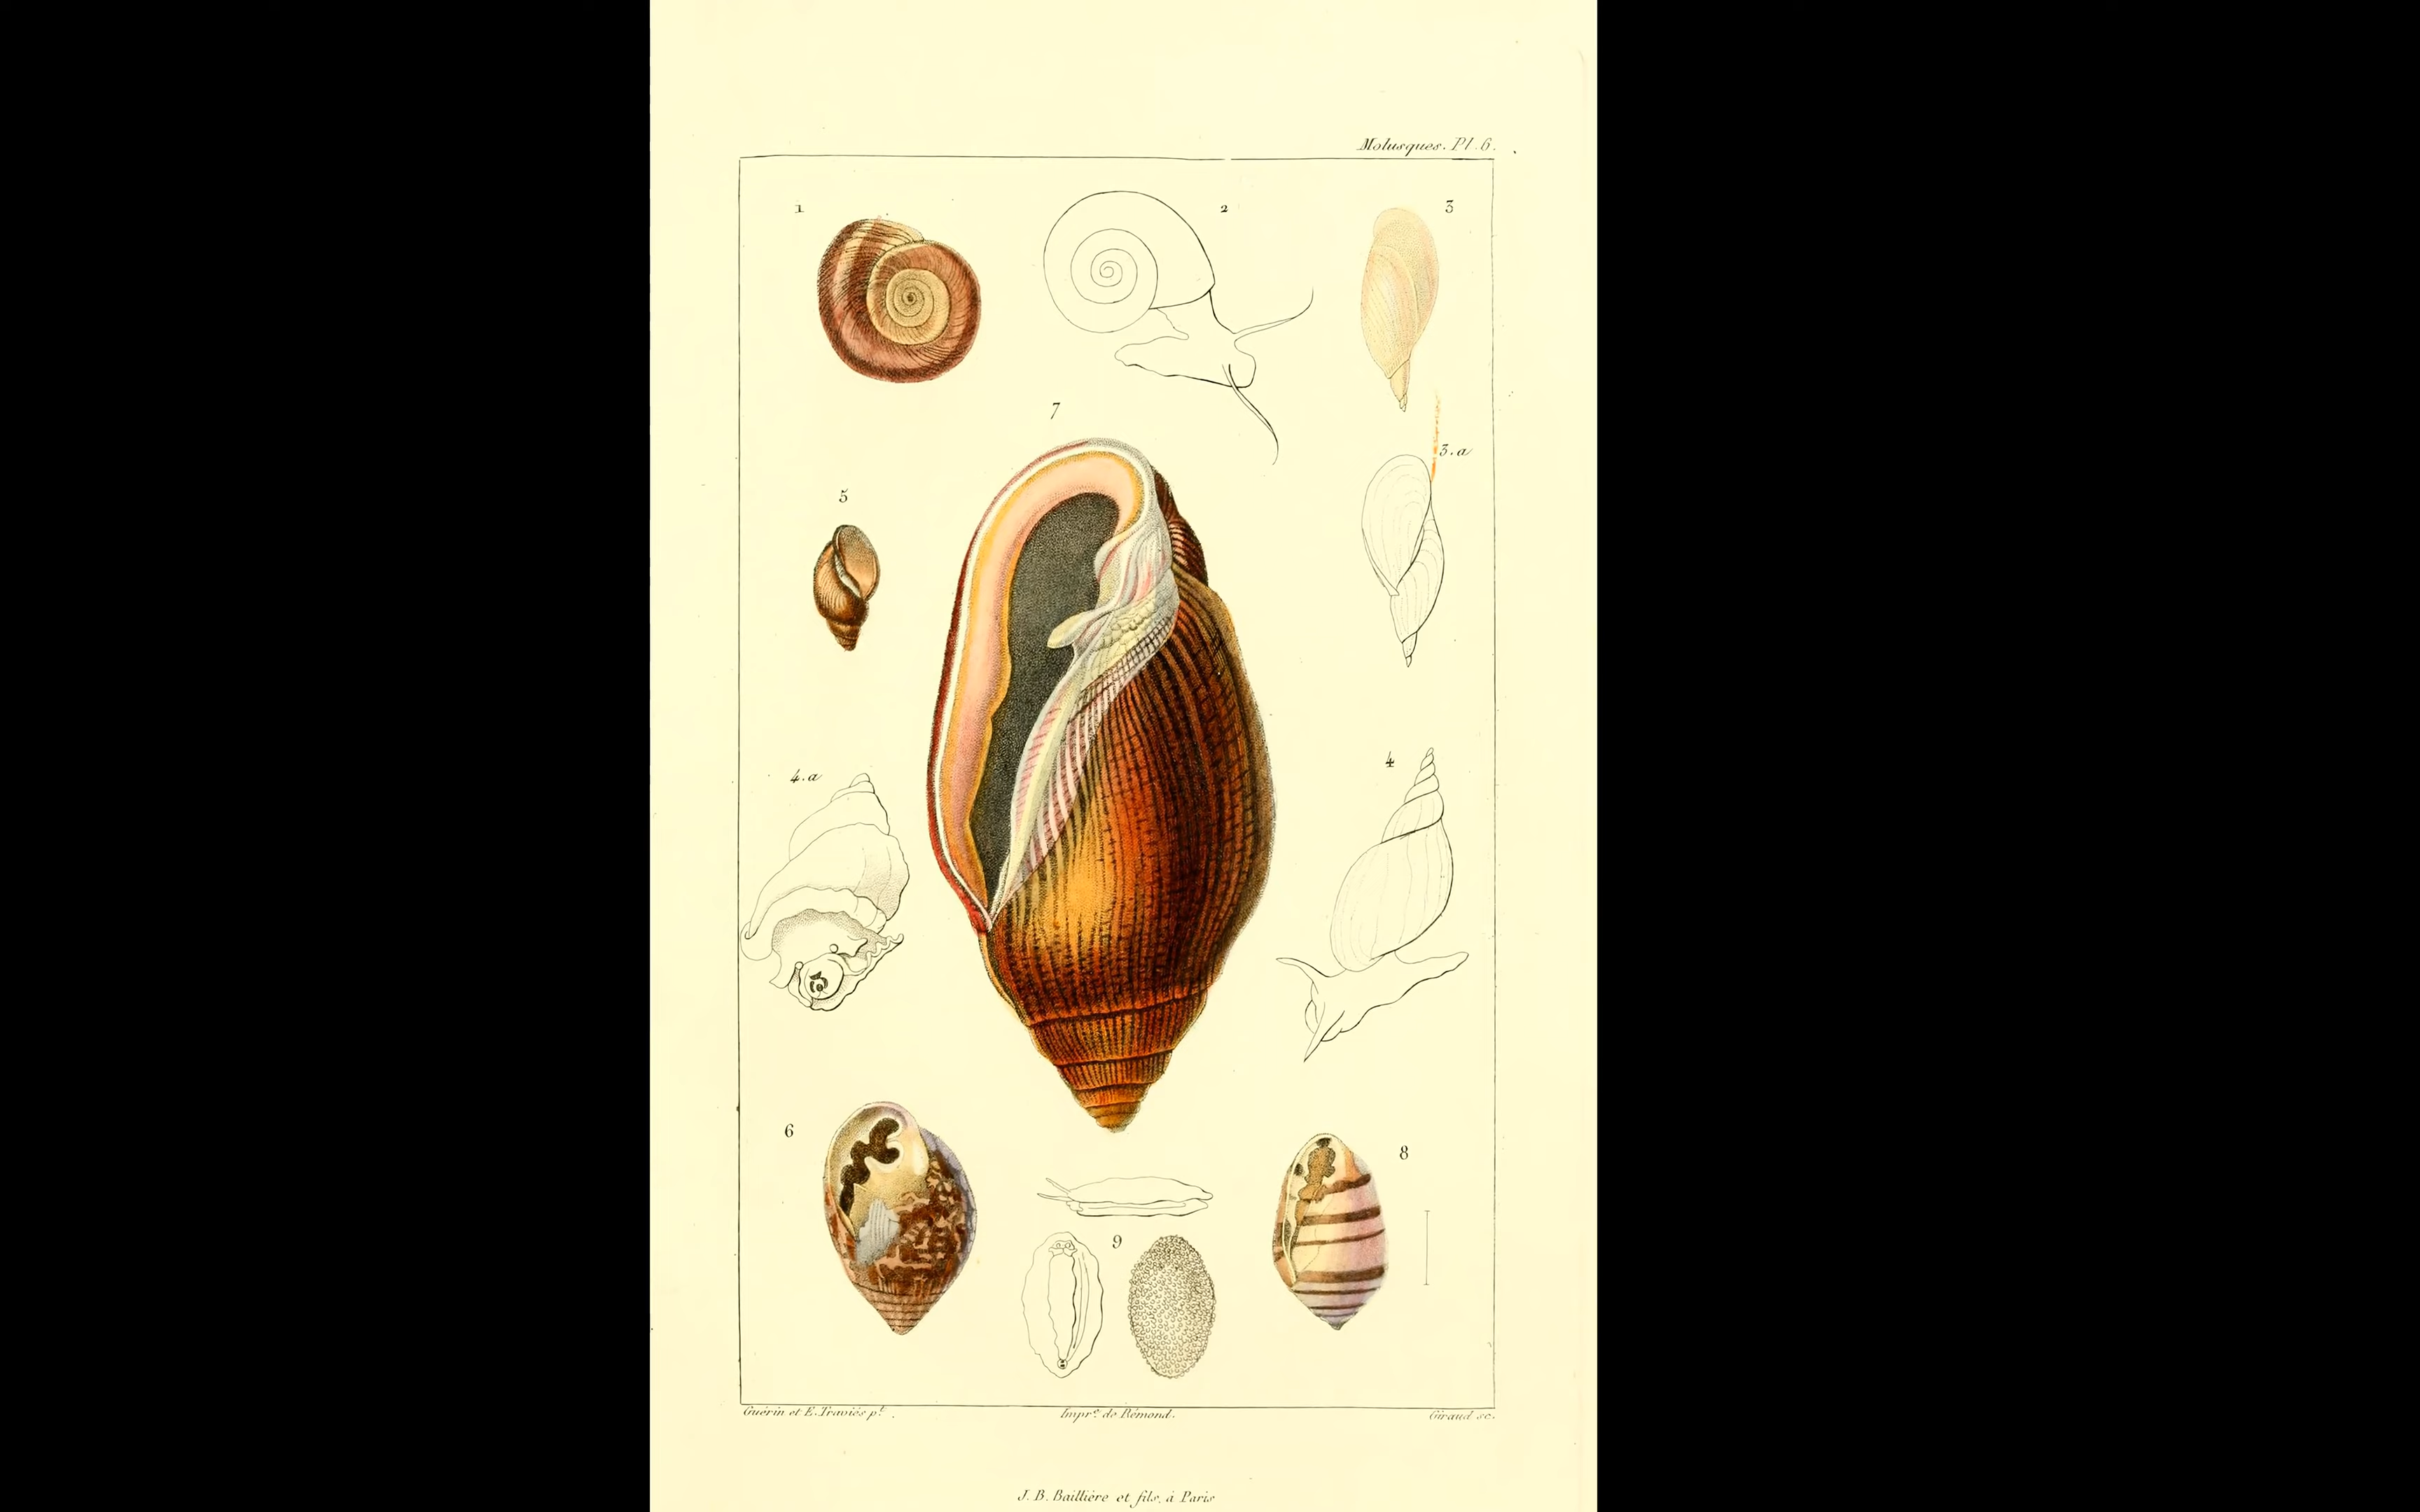 Molusques. Pl. 6.
1
2
3
7
3.a
5
4.a
4
6
8
9
Guérin et E. Traviès p.t
Impr.e de Rémond.
Giraud sc.
J. B. Baillière et fils, à Paris